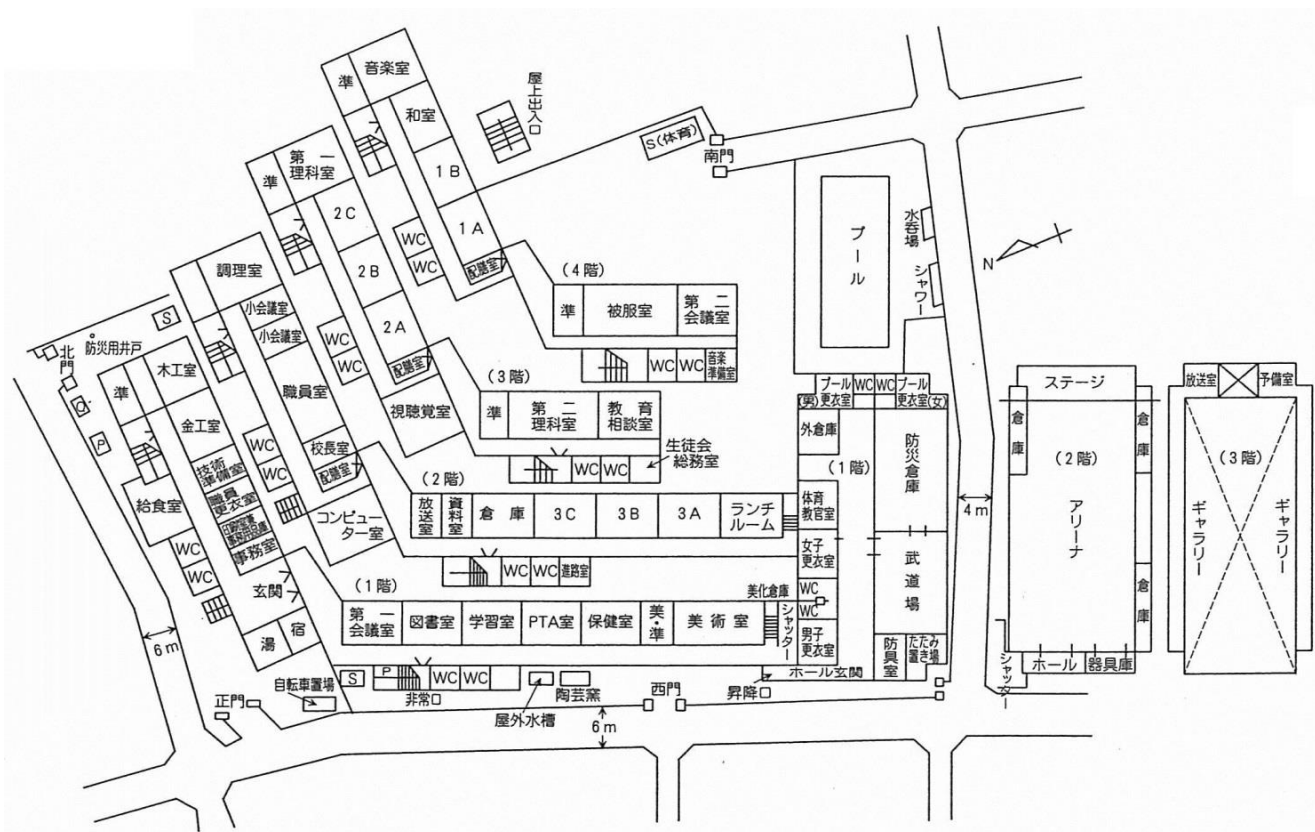 準
音楽室
和室
1B
1A
配膳室
WC
WC
屋上出入口
S(体育)
南門
(4階)
準
被服室
第二
会議室
WC
WC
音楽
準備室
準
第一
理科室
2C
2B
2A
配膳室
WC
WC
視聴覚室
(3階)
準
第二
理科室
教育
相談室
WC
WC
生徒会
総務室
調理室
小会議室
小会議室
職員室
校長室
配膳室
WC
WC
コンピュー
ター室
(2階)
放送室
資料室
倉庫
3C
3B
3A
ランチ
ルーム
WC
WC
進路室
北門
防災用井戸
S
P
準
木工室
金工室
技術
準備室
職員
更衣室
事務室
給食室
WC
WC
WC
WC
玄関
湯
宿
(1階)
第一
会議室
図書室
学習室
PTA室
保健室
美・準
美術室
シャッター
S
P
WC
WC
非常口
屋外水槽
陶芸窯
自転車置場
正門
西門
昇降口
6m
6m
プール
水呑場
シャワー
N
プール
更衣室
(男)
WC
WC
プール
更衣室
(女)
外倉庫
(1階)
防災倉庫
体育
教官室
女子
更衣室
美化倉庫
WC
WC
男子
更衣室
武道場
防具室
たたみ
置き場
ホール玄関
4m
ステージ
倉庫
倉庫
(2階)
アリーナ
倉庫
ホール
器具庫
シャッター
放送室
予備室
(3階)
ギャラリー
ギャラリー